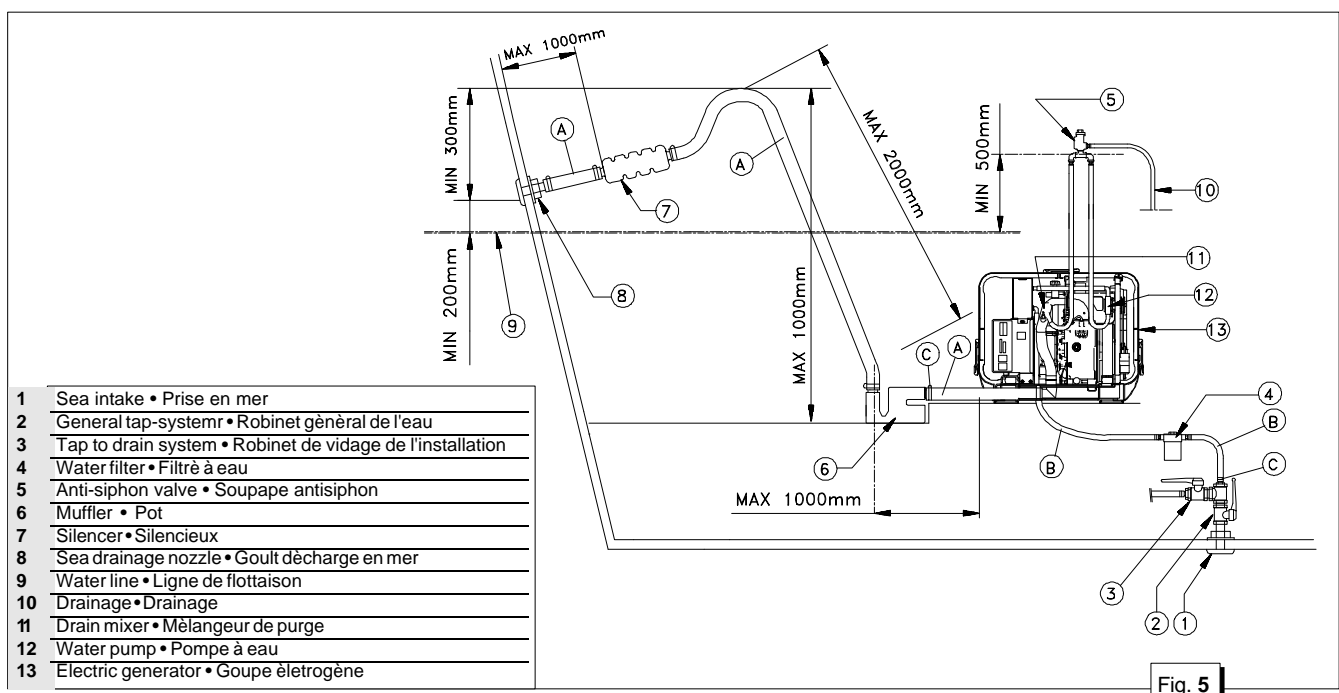 MAX 1000mm
MIN 300mm
A
A
7
8
9
MIN 200mm
MAX 1000mm
MAX 2000mm
5
MIN 500mm
10
11
12
13
C
A
6
B
4
B
C
MAX 1000mm
3
2
1
1 Sea intake • Prise en mer
2 General tap-systemr • Robinet gènèral de l'eau
3 Tap to drain system • Robinet de vidage de l'installation
4 Water filter • Filtrè à eau
5 Anti-siphon valve • Soupape antisiphon
6 Muffler • Pot
7 Silencer • Silencieux
8 Sea drainage nozzle • Goult dècharge en mer
9 Water line • Ligne de flottaison
10 Drainage • Drainage
11 Drain mixer • Mèlangeur de purge
12 Water pump • Pompe à eau
13 Electric generator • Goupe èletrogène
Fig. 5